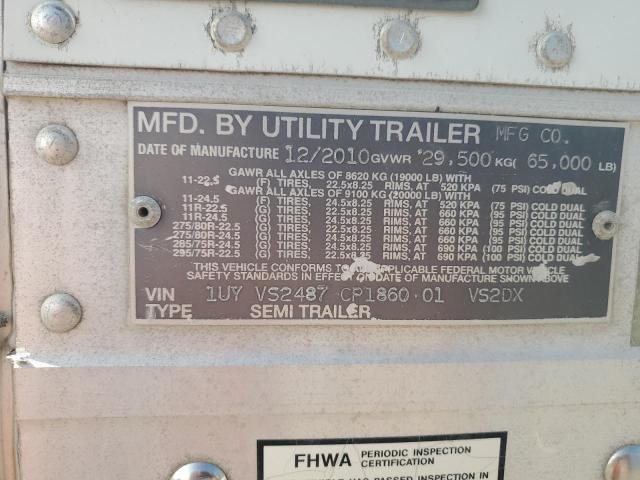 MFD. BY UTILITY TRAILER MFG CO.
DATE OF MANUFACTURE 12/2010 GVWR 29,500 KG( 65,000 LB)
GAWR ALL AXLES OF 8620 KG (19000 LB) WITH
11-22.5 (F) TIRES, 22.5x8.25 RIMS, AT 520 KPA (75 PSI) COLD DUAL
GAWR ALL AXLES OF 9100 KG (20000 LB) WITH
11-24.5 (F) TIRES, 24.5x8.25 RIMS, AT 520 KPA (75 PSI) COLD DUAL
11R-22.5 (G) TIRES, 22.5x8.25 RIMS, AT 660 KPA (95 PSI) COLD DUAL
11R-24.5 (G) TIRES, 24.5x8.25 RIMS, AT 660 KPA (95 PSI) COLD DUAL
275/80R-22.5 (G) TIRES, 22.5x8.25 RIMS, AT 660 KPA (95 PSI) COLD DUAL
275/80R-24.5 (G) TIRES, 24.5x8.25 RIMS, AT 660 KPA (95 PSI) COLD DUAL
265/75R-24.5 (G) TIRES, 24.5x8.25 RIMS, AT 690 KPA (100 PSI) COLD DUAL
295/75R-22.5 (G) TIRES, 22.5x8.25 RIMS, AT 690 KPA (100 PSI) COLD DUAL
THIS VEHICLE CONFORMS TO ALL APPLICABLE FEDERAL MOTOR VEHICLE
SAFETY STANDARDS IN EFFECT ON DATE OF MANUFACTURE SHOWN ABOVE
VIN 1UY VS2487 CP1860 01 VS2DX
TYPE SEMI TRAILER
FHWA PERIODIC INSPECTION
CERTIFICATION
HAS PASSED INSPECTION IN